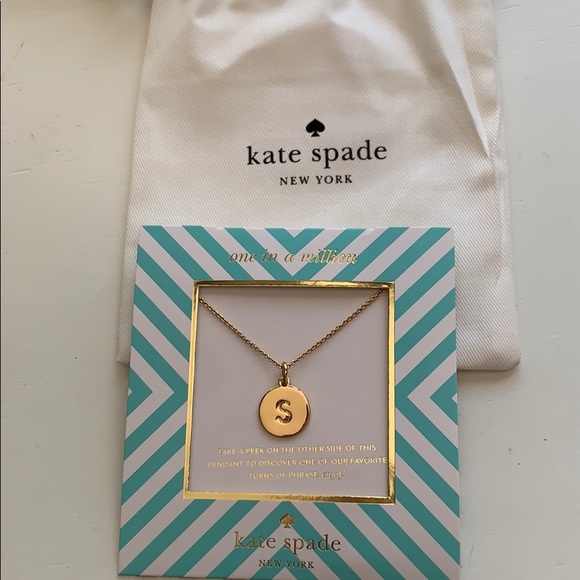 kate spade
NEW YORK
one in a million
S
TAKE A PEEK ON THE OTHER SIDE OF THIS
PENDANT TO DISCOVER ONE OF OUR FAVORITE
TURNS OF PHRASE.
kate spade
NEW YORK